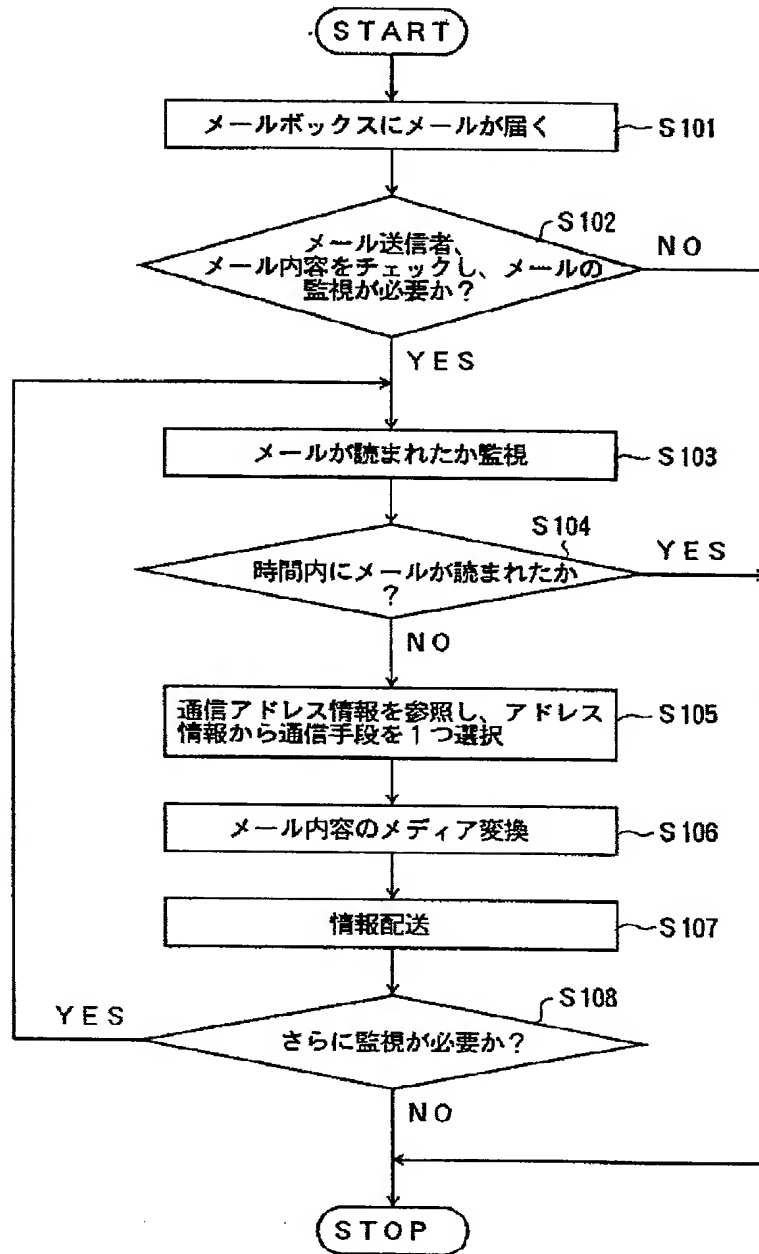 START
メールボックスにメールが届く
S101
S102
メール送信者、
メール内容をチェックし、メールの
監視が必要か?
NO
YES
メールが読まれたか監視
S103
S104
時間内にメールが読まれたか
?
YES
NO
通信アドレス情報を参照し、アドレス
情報から通信手段を1つ選択
S105
メール内容のメディア変換
S106
情報配送
S107
S108
YES
さらに監視が必要か?
NO
STOP